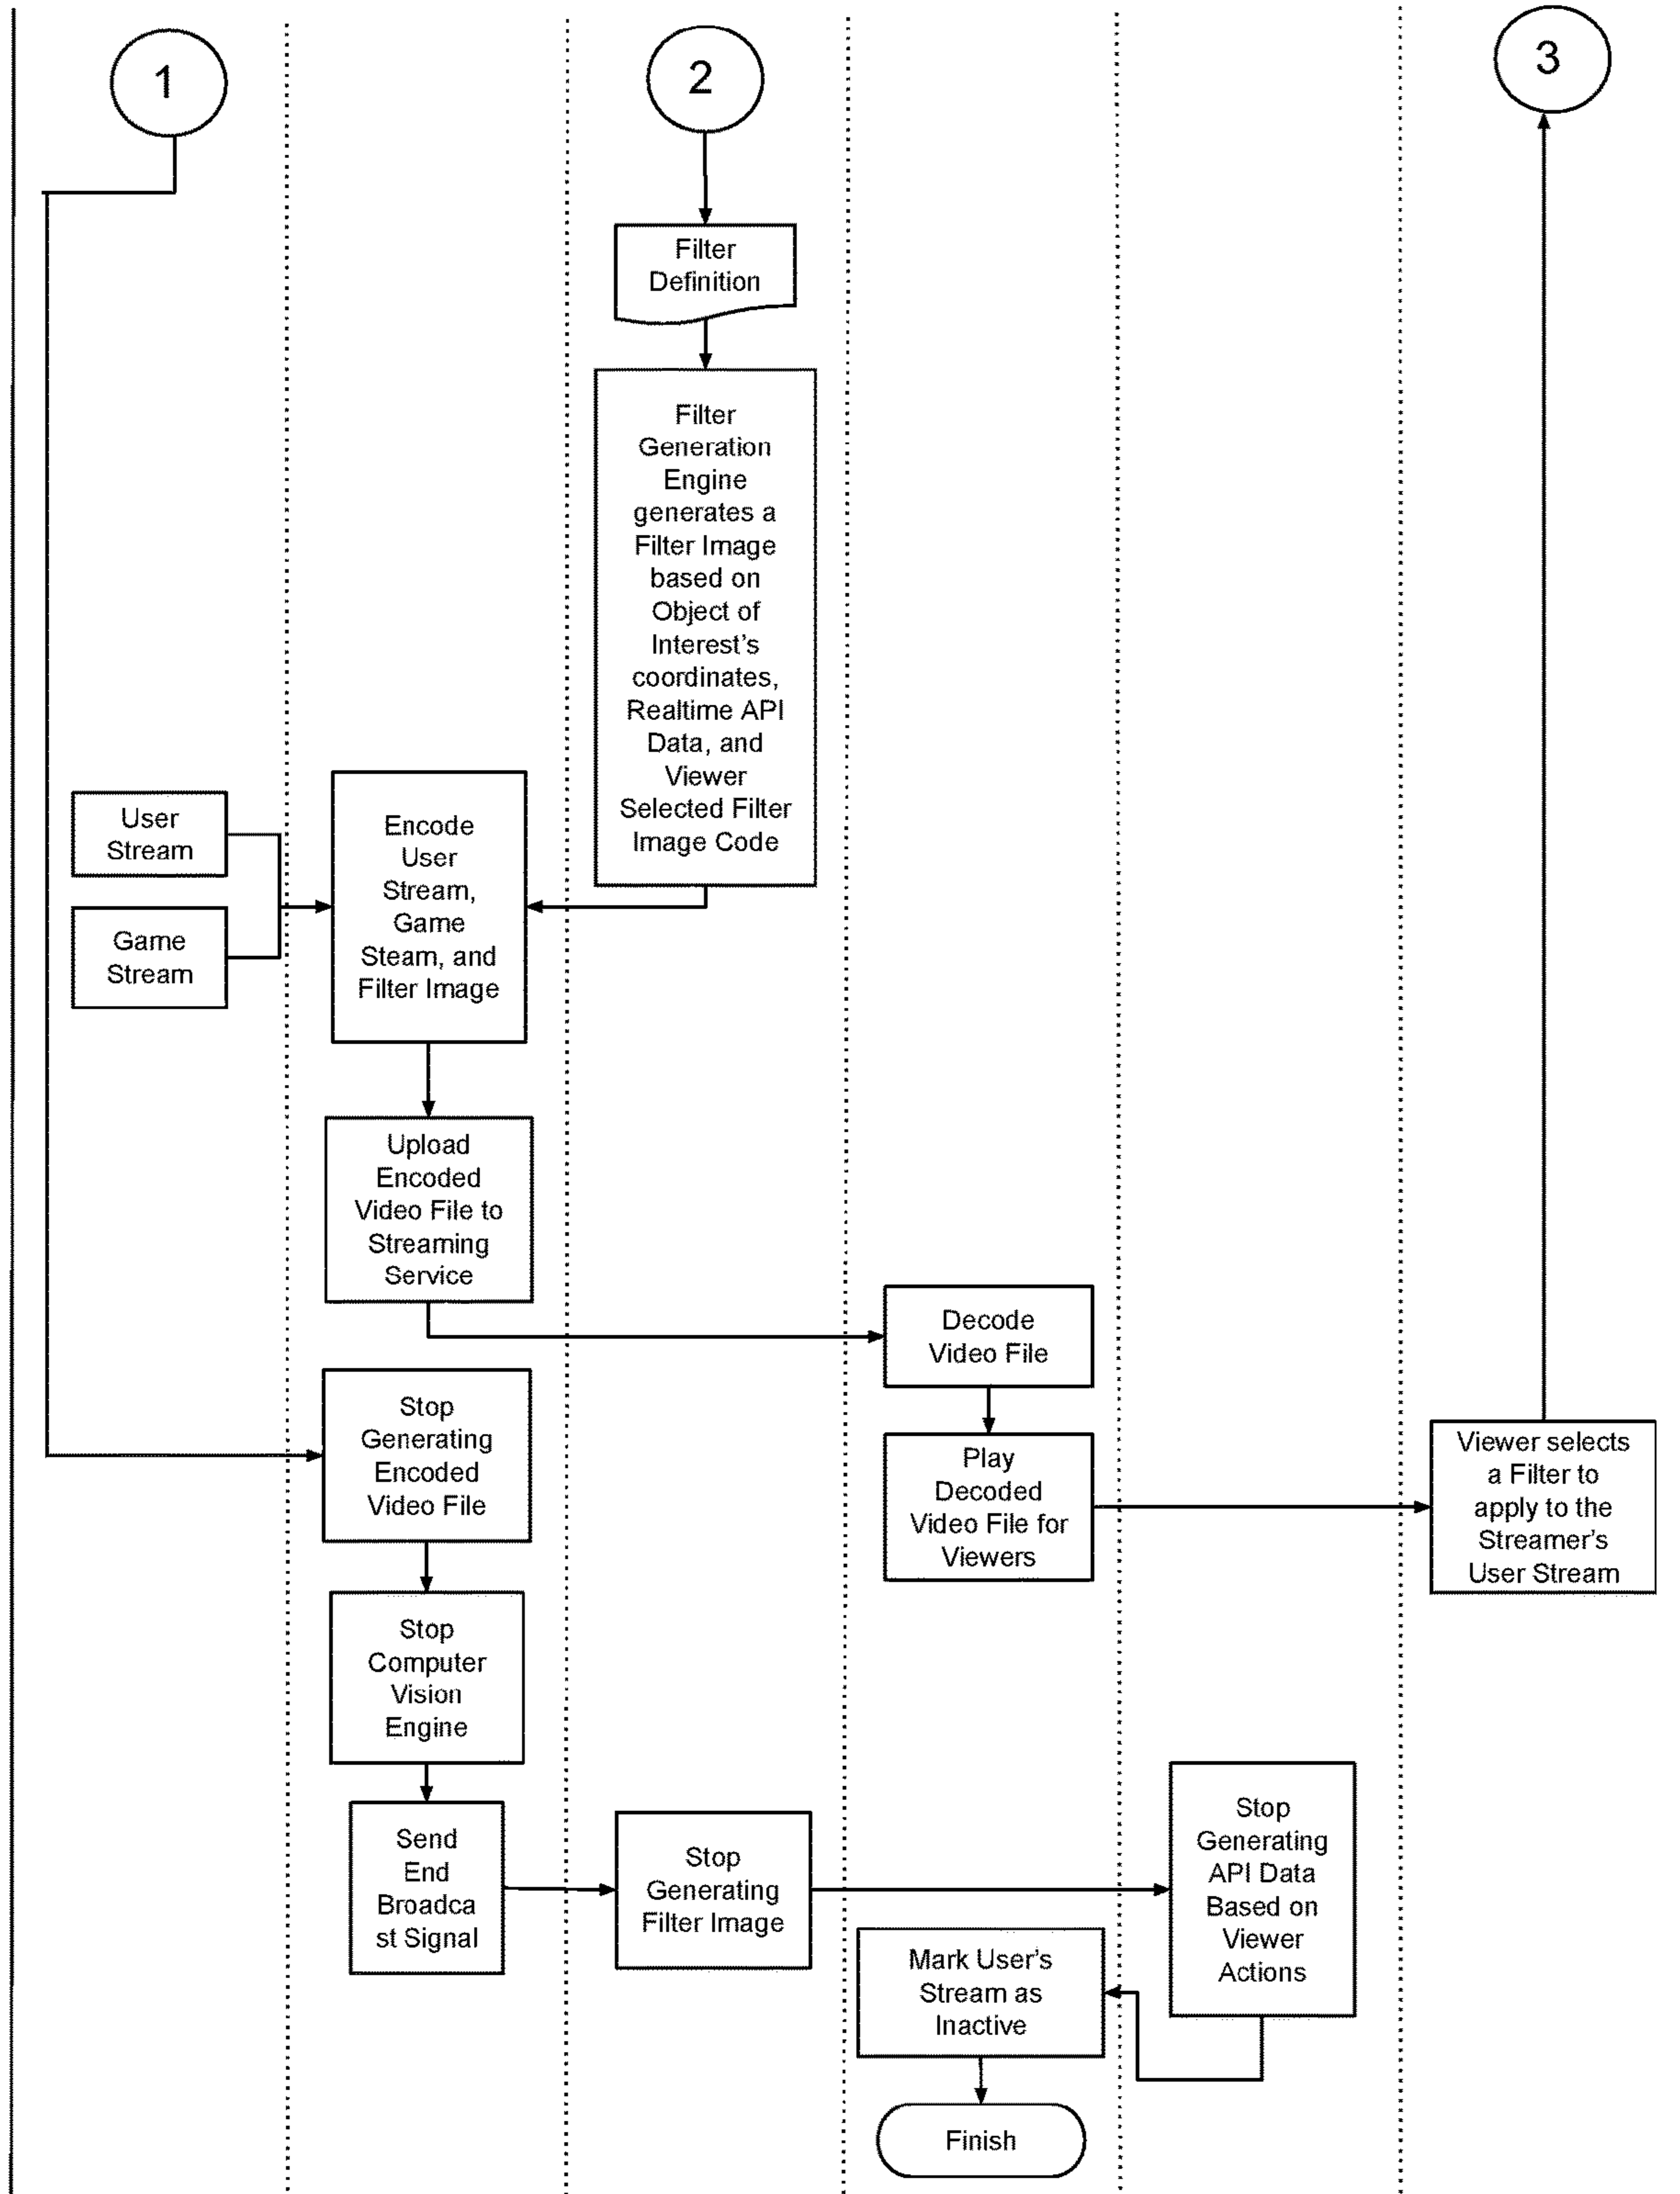 1
2
3
Filter
Definition
Filter
Generation
Engine
generates a
Filter Image
based on
Object of
Interest's
coordinates,
Realtime API
Data, and
Viewer
Selected Filter
Image Code
User
Stream
Game
Stream
Encode
User
Stream,
Game
Steam, and
Filter Image
Upload
Encoded
Video File to
Streaming
Service
Decode
Video File
Play
Decoded
Video File for
Viewers
Viewer selects
a Filter to
apply to the
Streamer's
User Stream
Stop
Generating
Encoded
Video File
Stop
Computer
Vision
Engine
Send
End
Broadca
st Signal
Stop
Generating
Filter Image
Stop
Generating
API Data
Based on
Viewer
Actions
Mark User's
Stream as
Inactive
Finish